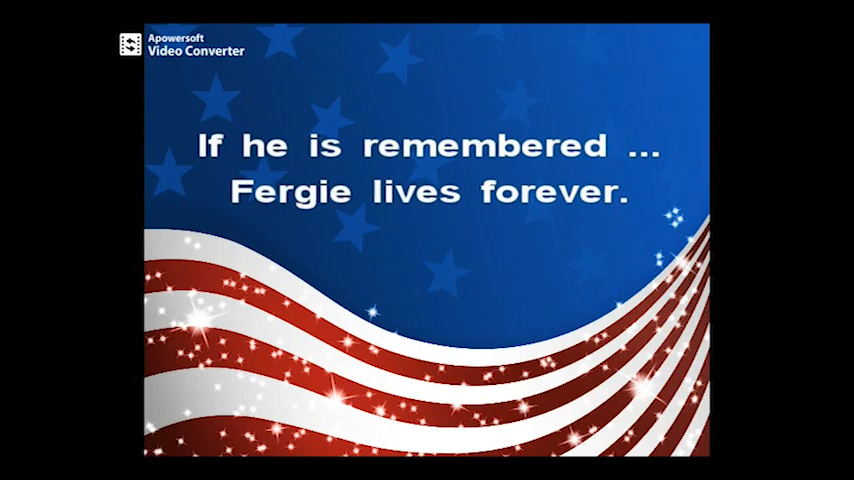 Apowersoft
Video Converter
If he is remembered ...
Fergie lives forever.